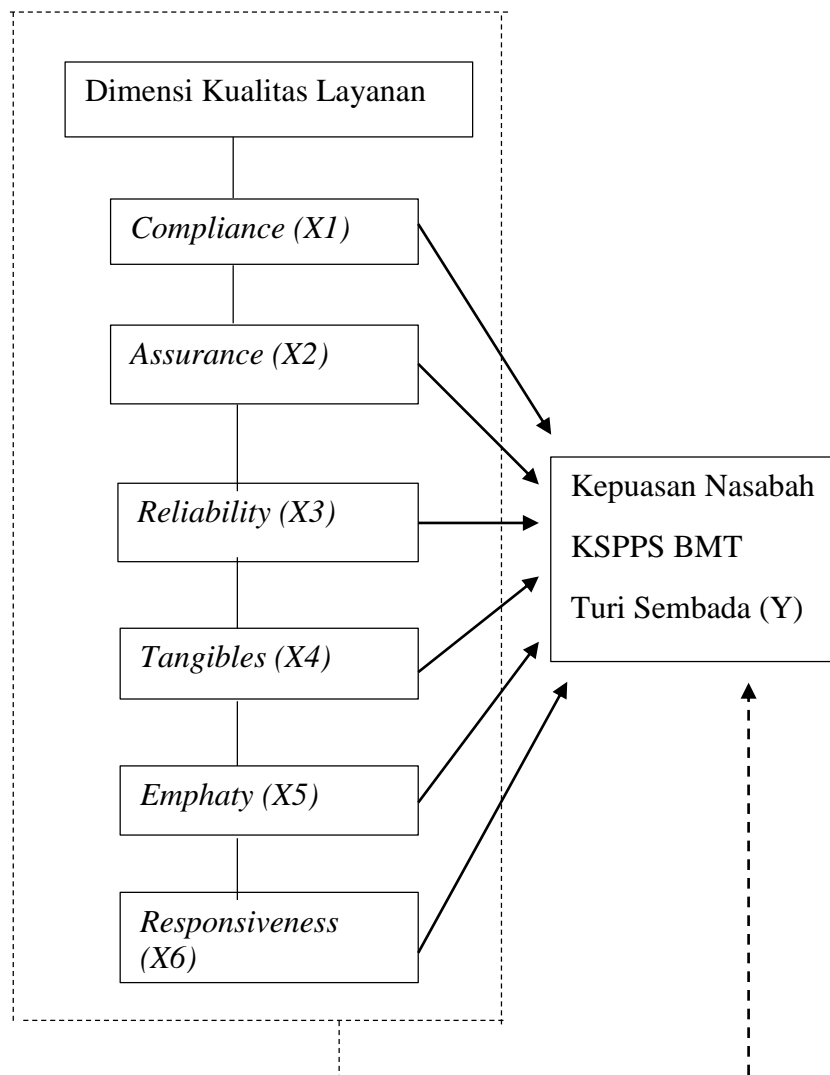 Dimensi Kualitas Layanan
Compliance (X1)
Assurance (X2)
Reliability (X3)
Tangibles (X4)
Emphaty (X5)
Responsiveness
(X6)
Kepuasan Nasabah
KSPPS BMT
Turi Sembada (Y)